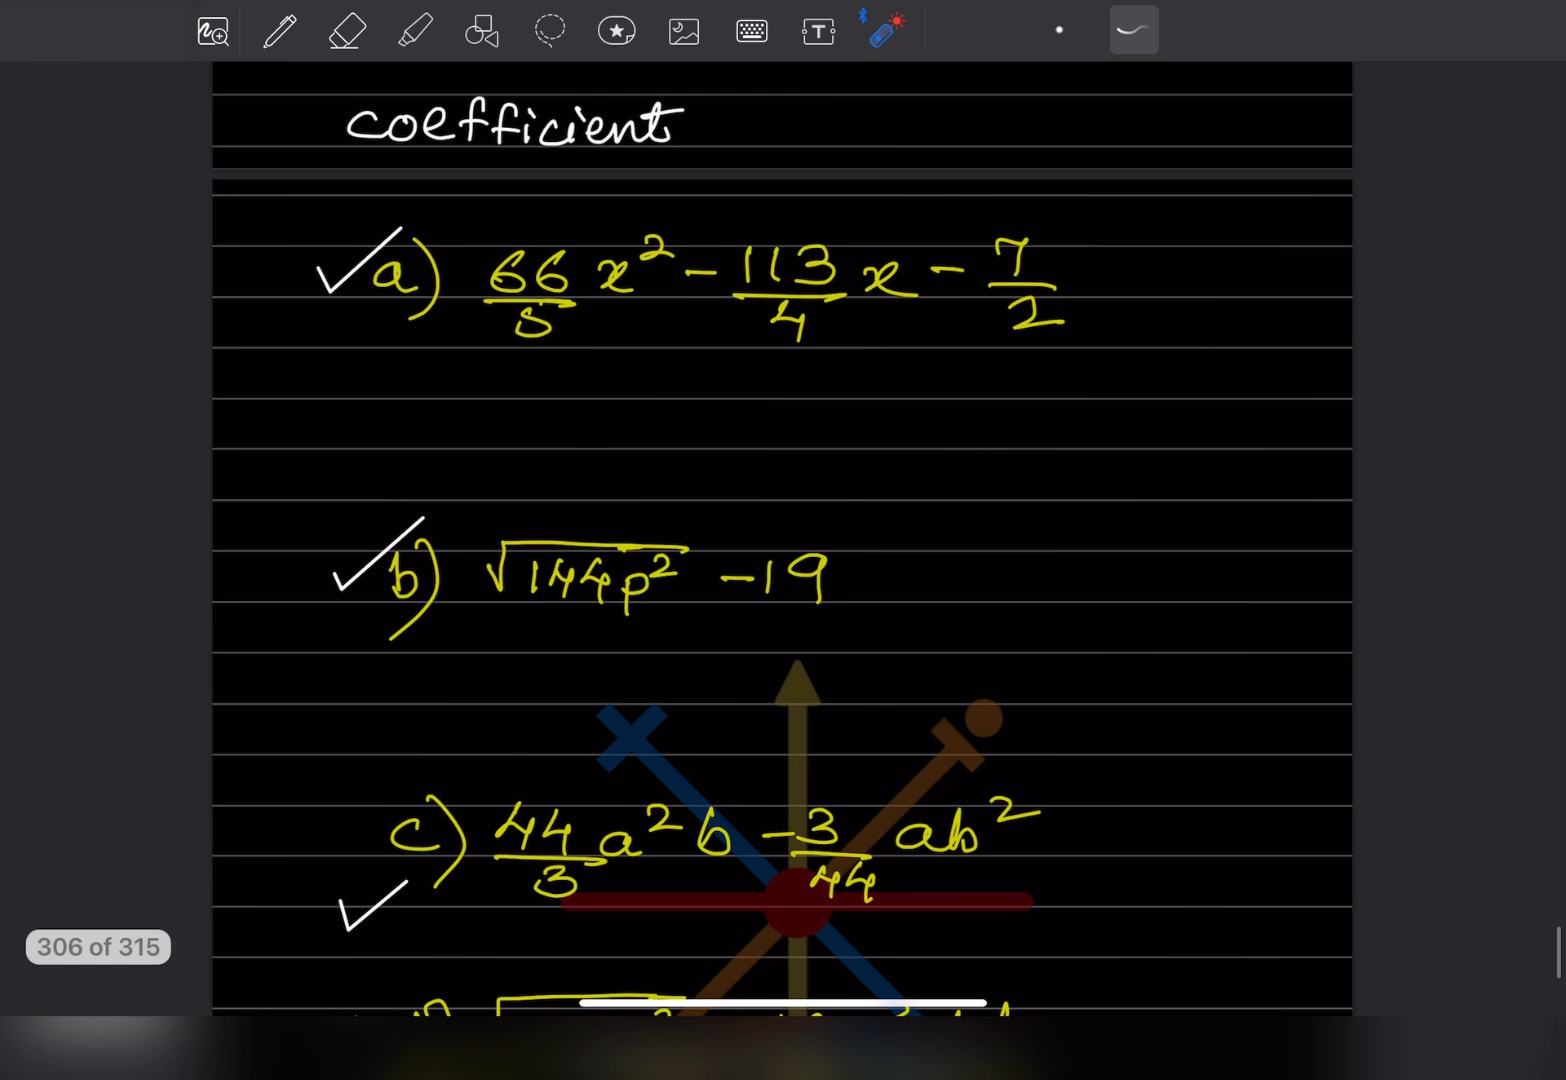 coefficient
a) 66/5 x² - 113/4 x - 7/2
b) √144p² - 19
c) 44/3 a²b - 3/44 ab²
306 of 315